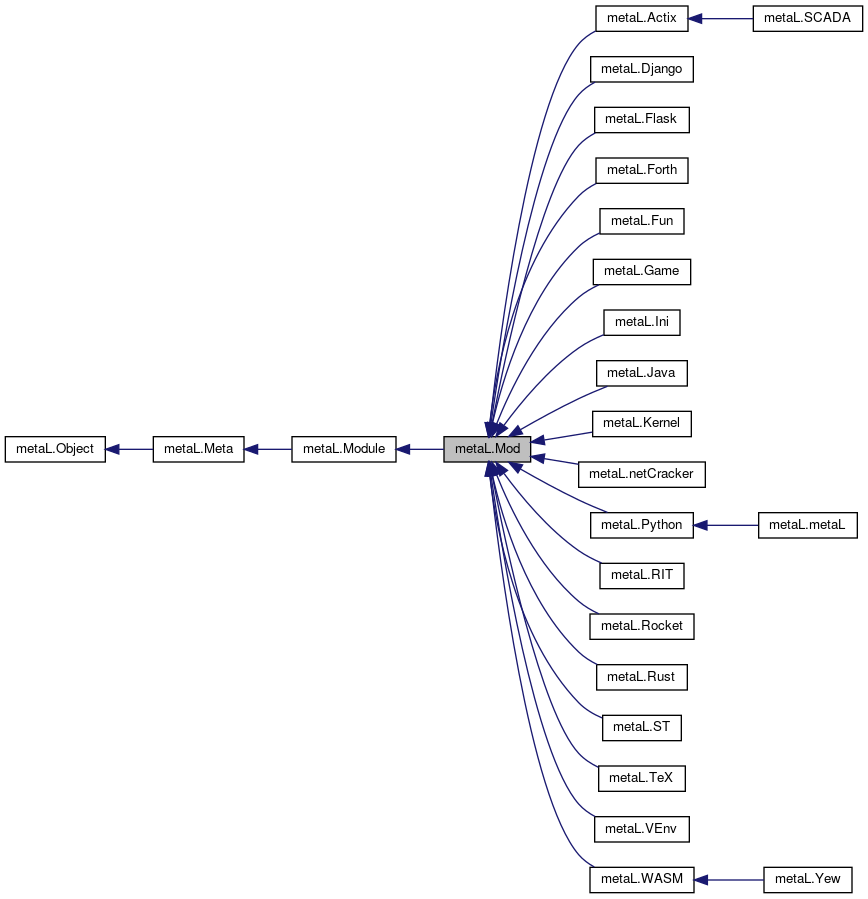 metaL.Actix
metaL.SCADA
metaL.Django
metaL.Flask
metaL.Forth
metaL.Fun
metaL.Game
metaL.Ini
metaL.Java
metaL.Kernel
metaL.Object
metaL.Meta
metaL.Module
metaL.Mod
metaL.netCracker
metaL.Python
metaL.metaL
metaL.RIT
metaL.Rocket
metaL.Rust
metaL.ST
metaL.TeX
metaL.VEnv
metaL.WASM
metaL.Yew